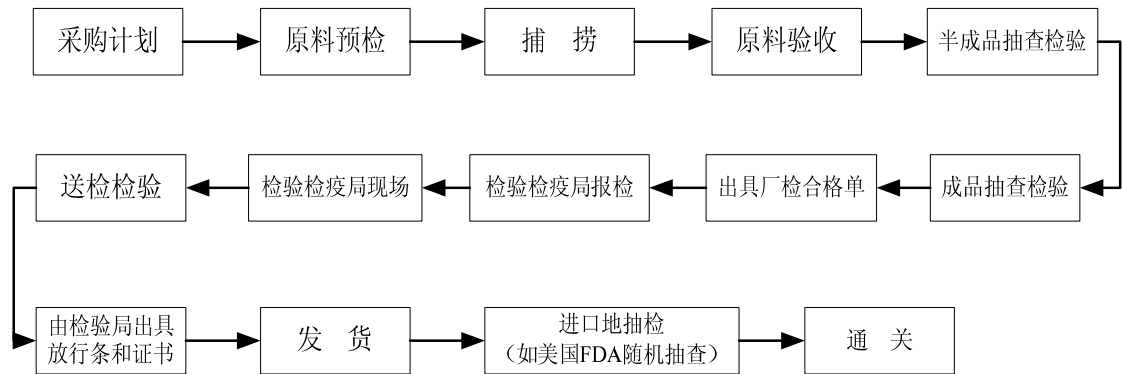 采购计划
原料预检
捕 捞
原料验收
半成品抽查检验
成品抽查检验
出具厂检合格单
检验检疫局报检
检验检疫局现场
送检检验
由检验局出具
放行条和证书
发 货
进口地抽检
（如美国FDA随机抽查）
通 关